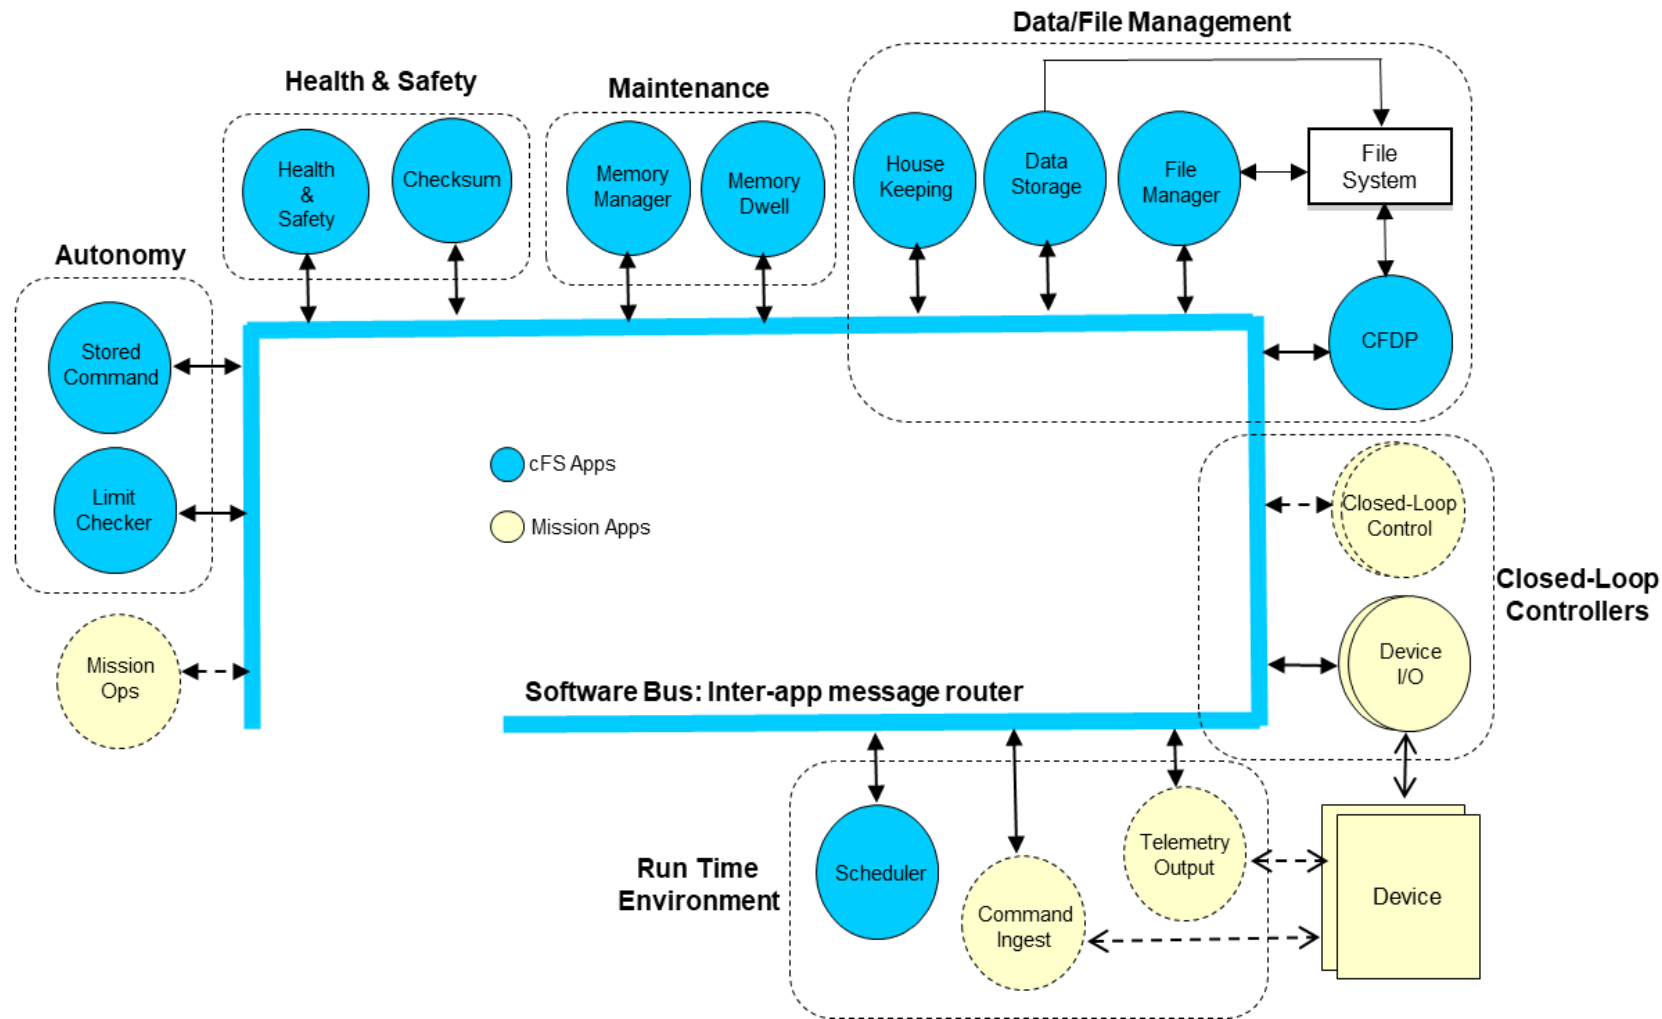 Data/File Management
Health & Safety
Maintenance
Health
&
Safety
Checksum
Memory
Manager
Memory
Dwell
House
Keeping
Data
Storage
File
Manager
File
System
Autonomy
Stored
Command
CFDP
Limit
Checker
cFS Apps
Mission Apps
Closed-Loop
Control
Closed-Loop
Controllers
Mission
Ops
Device
I/O
Software Bus: Inter-app message router
Run Time
Environment
Scheduler
Command
Ingest
Telemetry
Output
Device